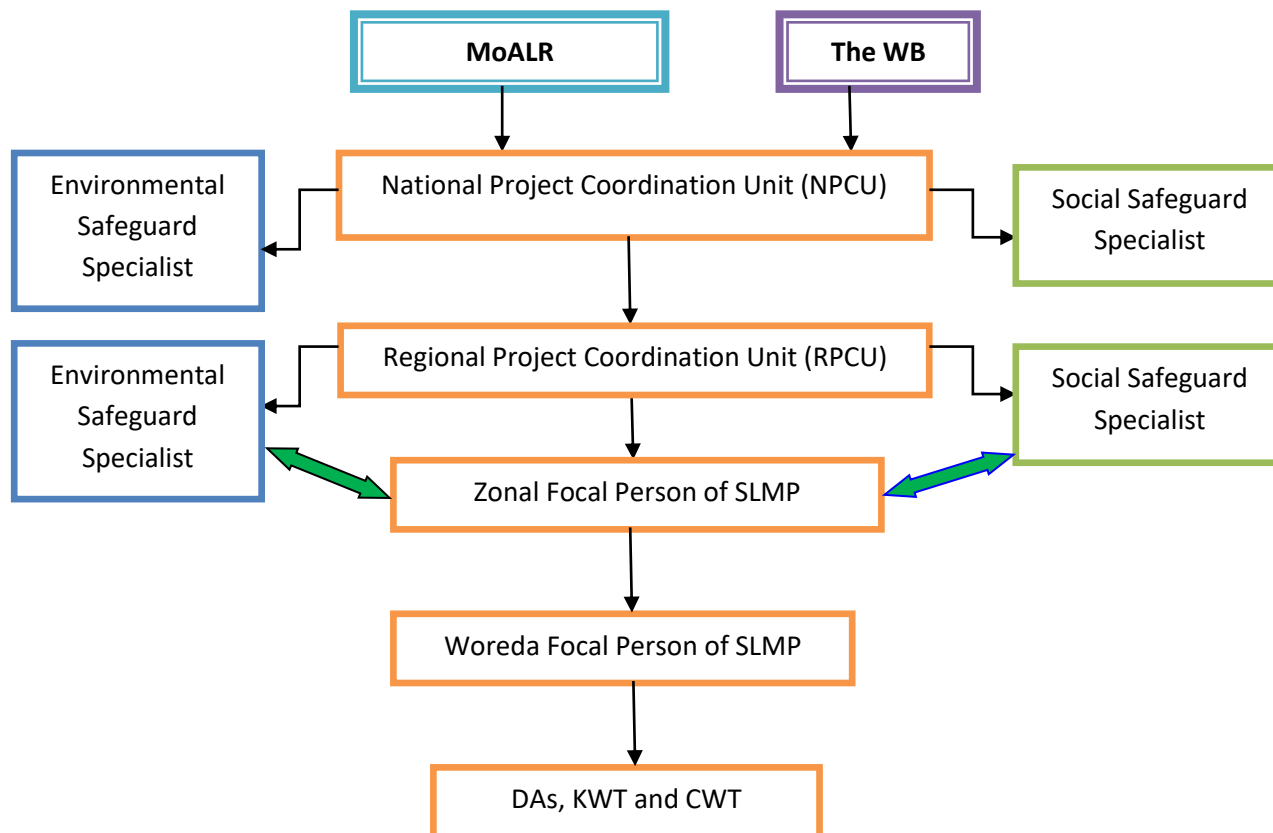 MoALR
The WB
Environmental
Safeguard
Specialist
National Project Coordination Unit (NPCU)
Social Safeguard
Specialist
Environmental
Safeguard
Specialist
Regional Project Coordination Unit (RPCU)
Social Safeguard
Specialist
Zonal Focal Person of SLMP
Woreda Focal Person of SLMP
DAs, KWT and CWT